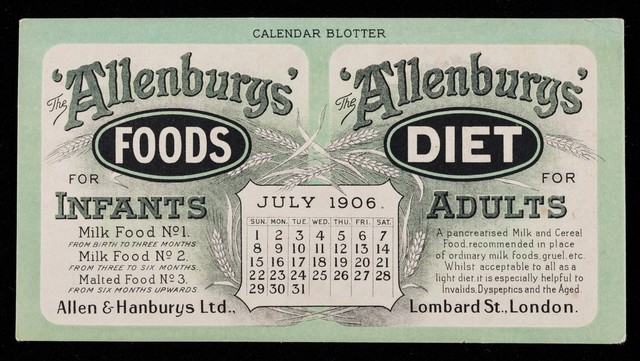 CALENDAR BLOTTER
The 'Allenburys'
FOODS
FOR
INFANTS
Milk Food Nº1.
FROM BIRTH TO THREE MONTHS.
Milk Food Nº 2.
FROM THREE TO SIX MONTHS.
Malted Food Nº 3.
FROM SIX MONTHS UPWARDS
Allen & Hanburys Ltd.,
The 'Allenburys'
DIET
FOR
ADULTS
A pancreatised Milk and Cereal
Food, recommended in place
of ordinary milk foods, gruel, etc.
Whilst acceptable to all as a
light diet it is especially helpful to
Invalids, Dyspeptics and the Aged.
Lombard St., London.
JULY 1906.
SUN. MON. TUE. WED. THU. FRI. SAT.
1 2 3 4 5 6 7
8 9 10 11 12 13 14
15 16 17 18 19 20 21
22 23 24 25 26 27 28
29 30 31